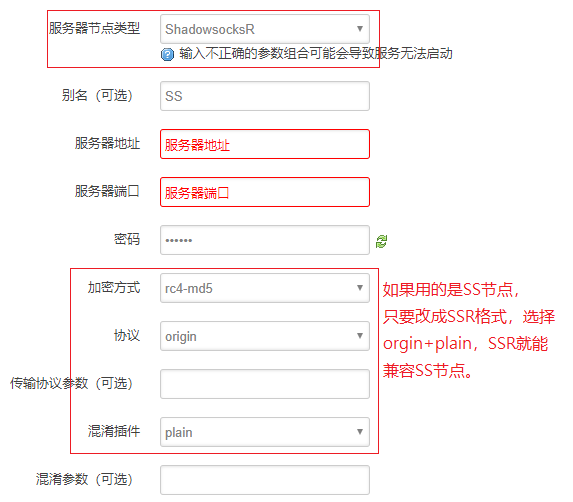 服务器节点类型 ShadowsocksR
输入不正确的参数组合可能会导致服务无法启动
别名（可选） SS
服务器地址 服务器地址
服务器端口 服务器端口
密码 ••••••
加密方式 rc4-md5
如果用的是SS节点，
只要改成SSR格式，选择
orgin+plain，SSR就能
兼容SS节点。
协议 origin
传输协议参数（可选）
混淆插件 plain
混淆参数（可选）